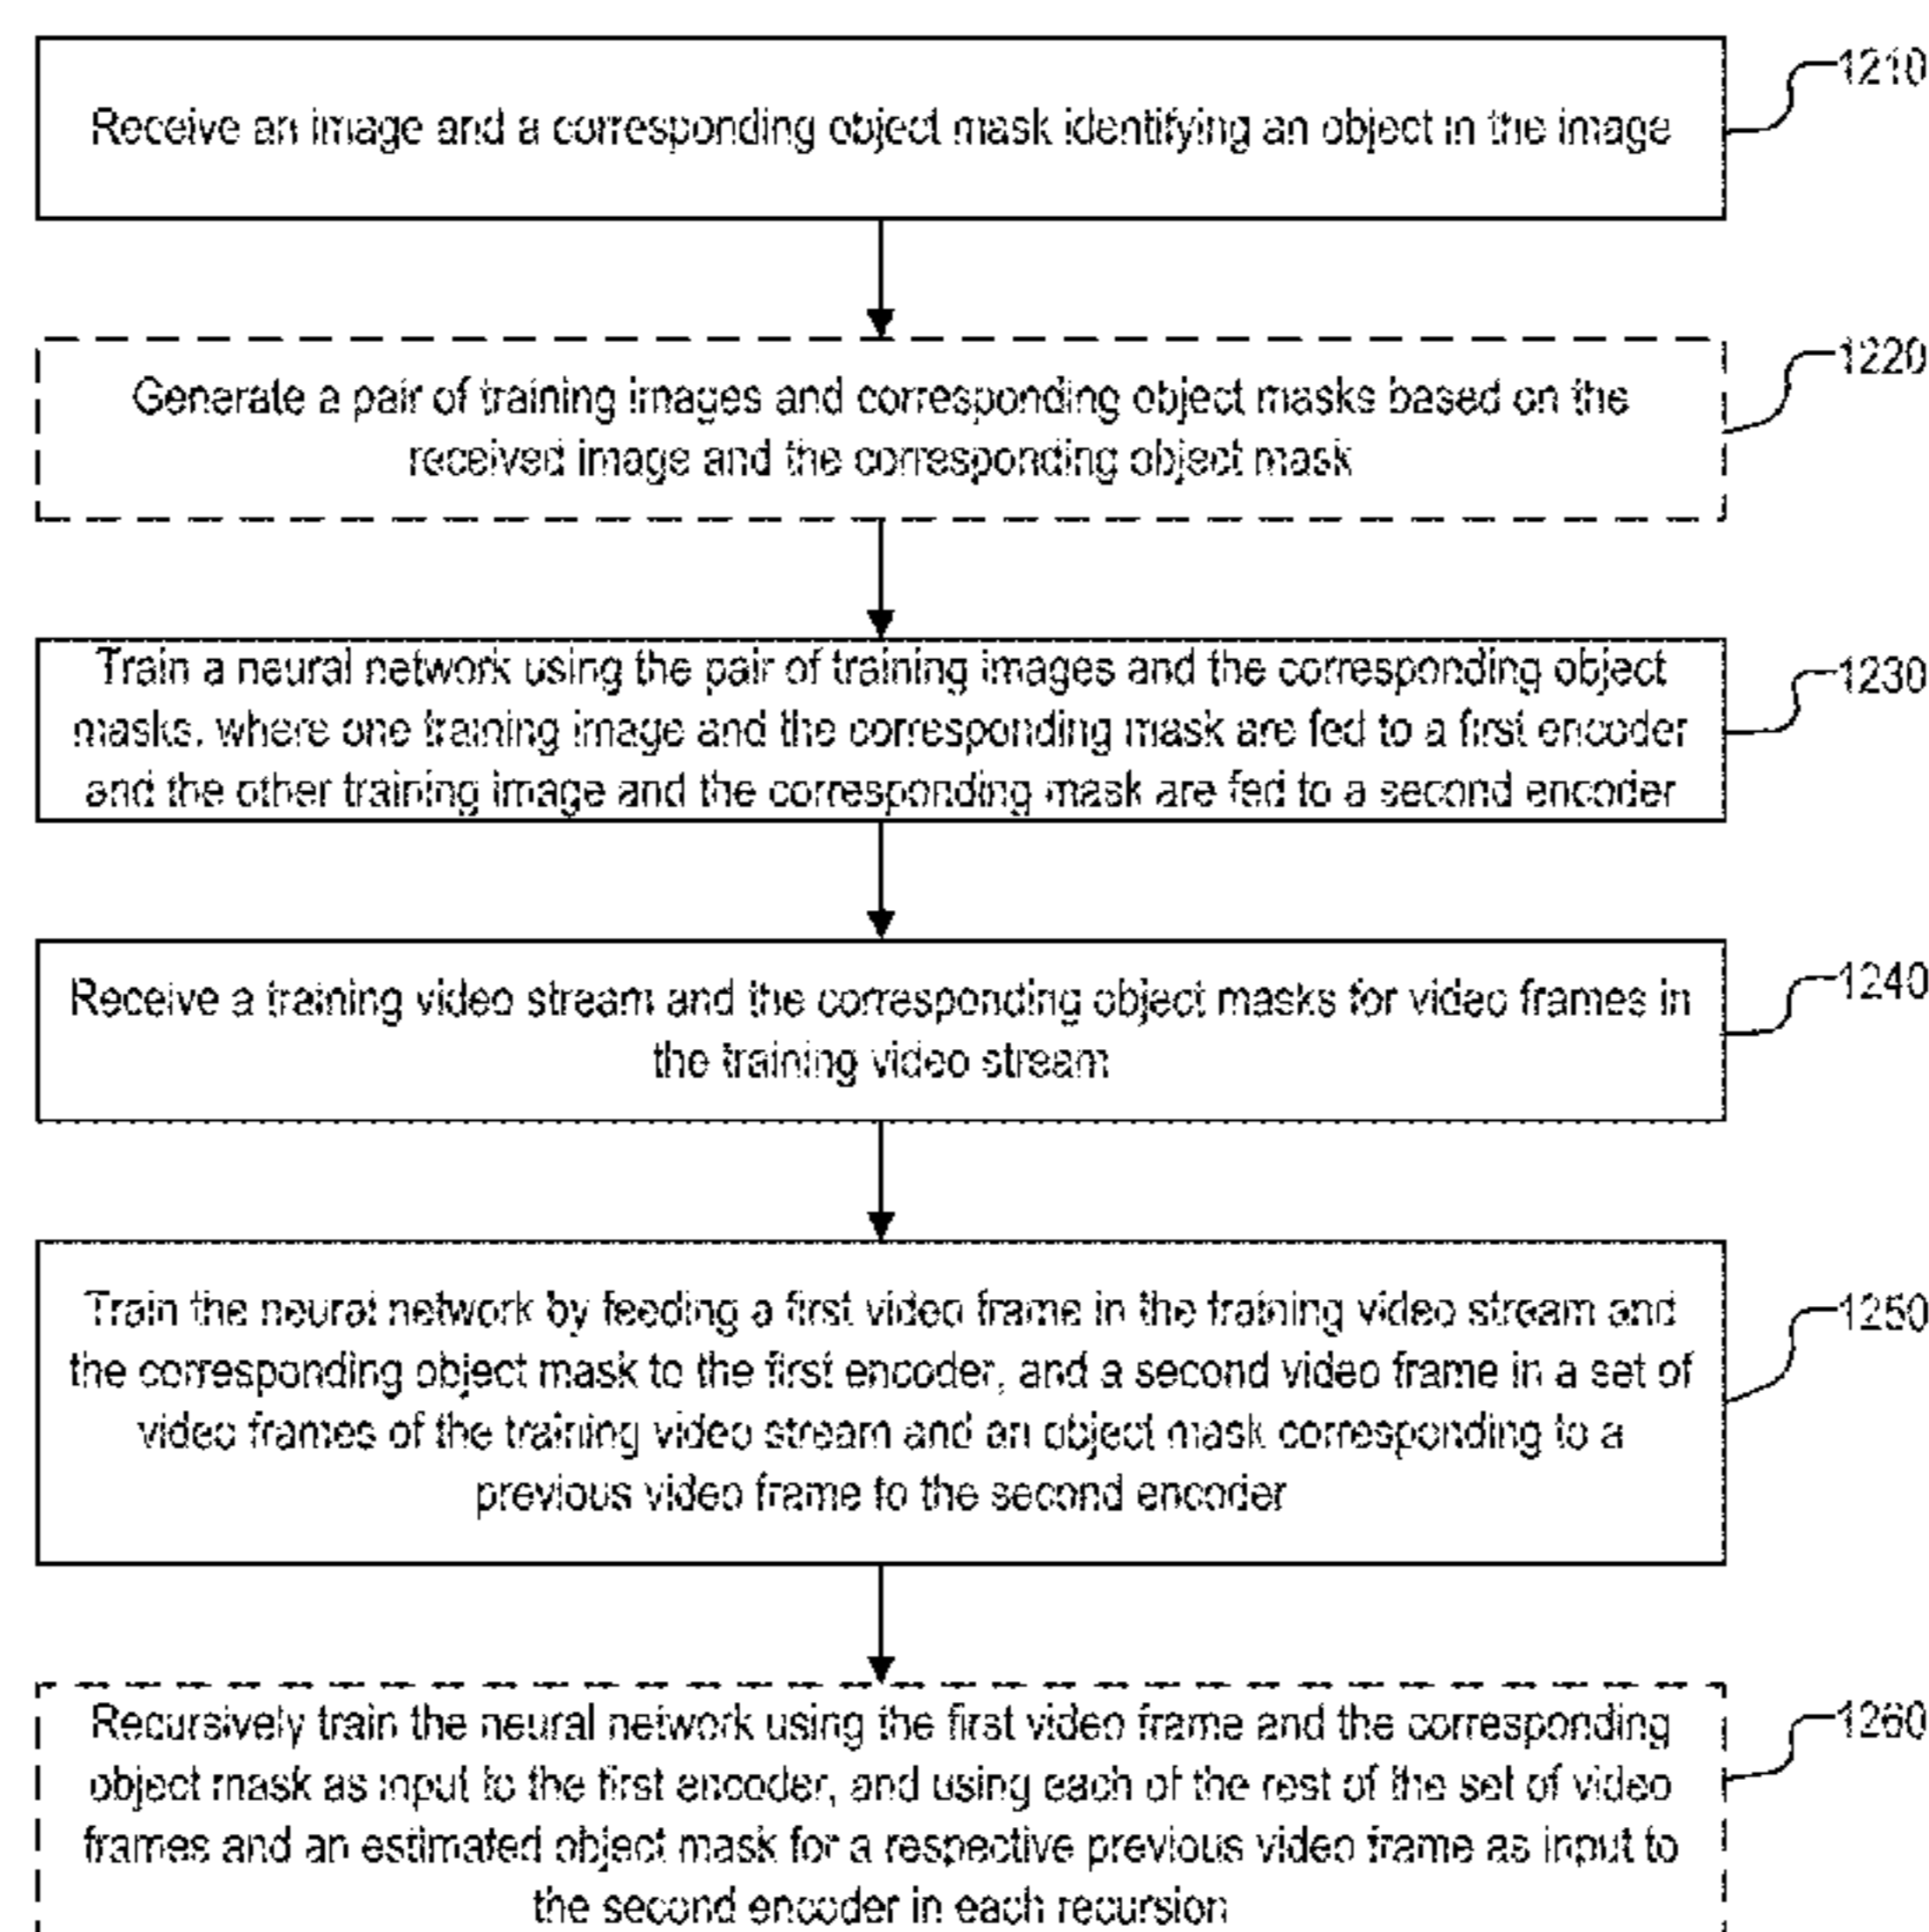 1210
Receive an image and a corresponding object mask identifying an object in the image
1220
Generate a pair of training images and corresponding object masks based on the
received image and the corresponding object mask
1230
Train a neural network using the pair of training images and the corresponding object
masks, where one training image and the corresponding mask are fed to a first encoder
and the other training image and the corresponding mask are fed to a second encoder
1240
Receive a training video stream and the corresponding object masks for video frames in
the training video stream
1250
Train the neural network by feeding a first video frame in the training video stream and
the corresponding object mask to the first encoder, and a second video frame in a set of
video frames of the training video stream and an object mask corresponding to a
previous video frame to the second encoder
1260
Recursively train the neural network using the first video frame and the corresponding
object mask as input to the first encoder, and using each of the rest of the set of video
frames and an estimated object mask for a respective previous video frame as input to
the second encoder in each recursion